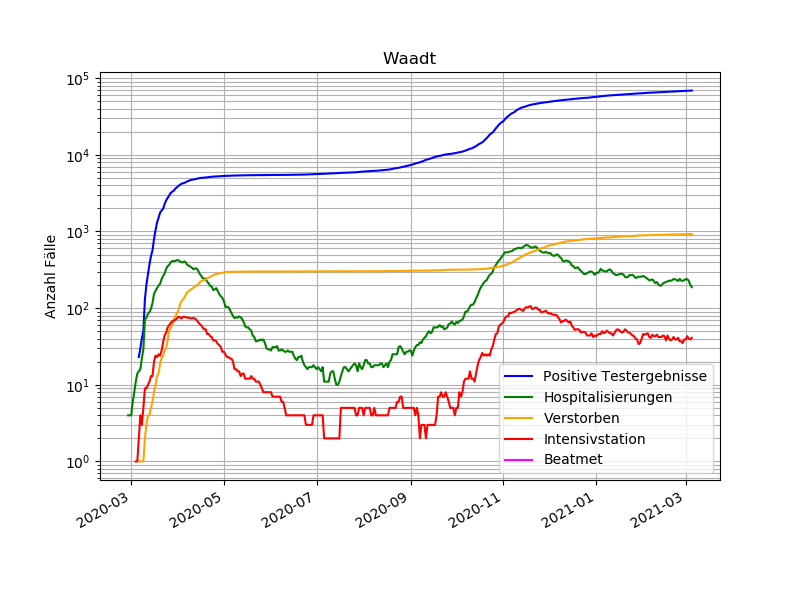 Waadt
Anzahl Fälle
10^5
10^4
10^3
10^2
10^1
10^0
2020-03
2020-05
2020-07
2020-09
2020-11
2021-01
2021-03
Positive Testergebnisse
Hospitalisierungen
Verstorben
Intensivstation
Beatmet